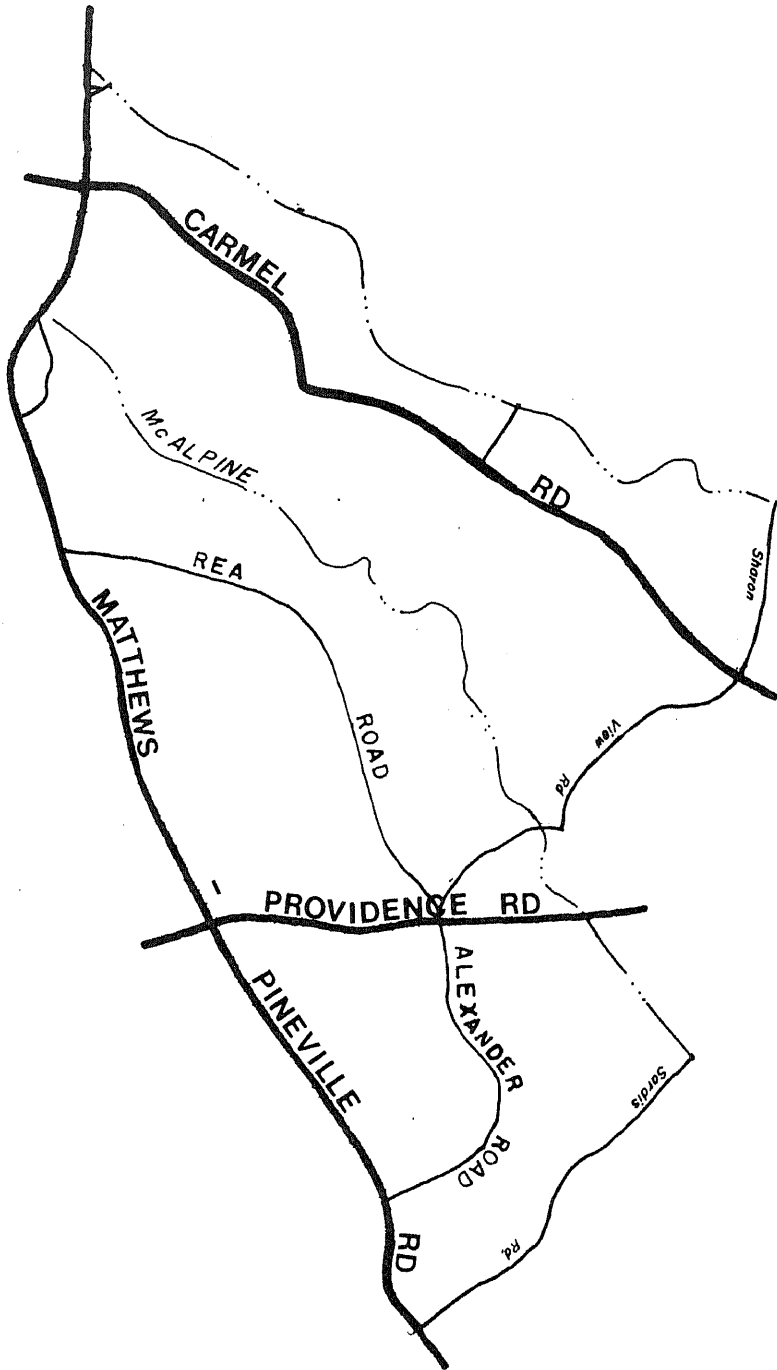 CARMEL
RD
McALPINE
REA
ROAD
Sharon
View
Rd
MATTHEWS
PINEVILLE
RD
PROVIDENCE RD
ALEXANDER
ROAD
Sardis
Rd.